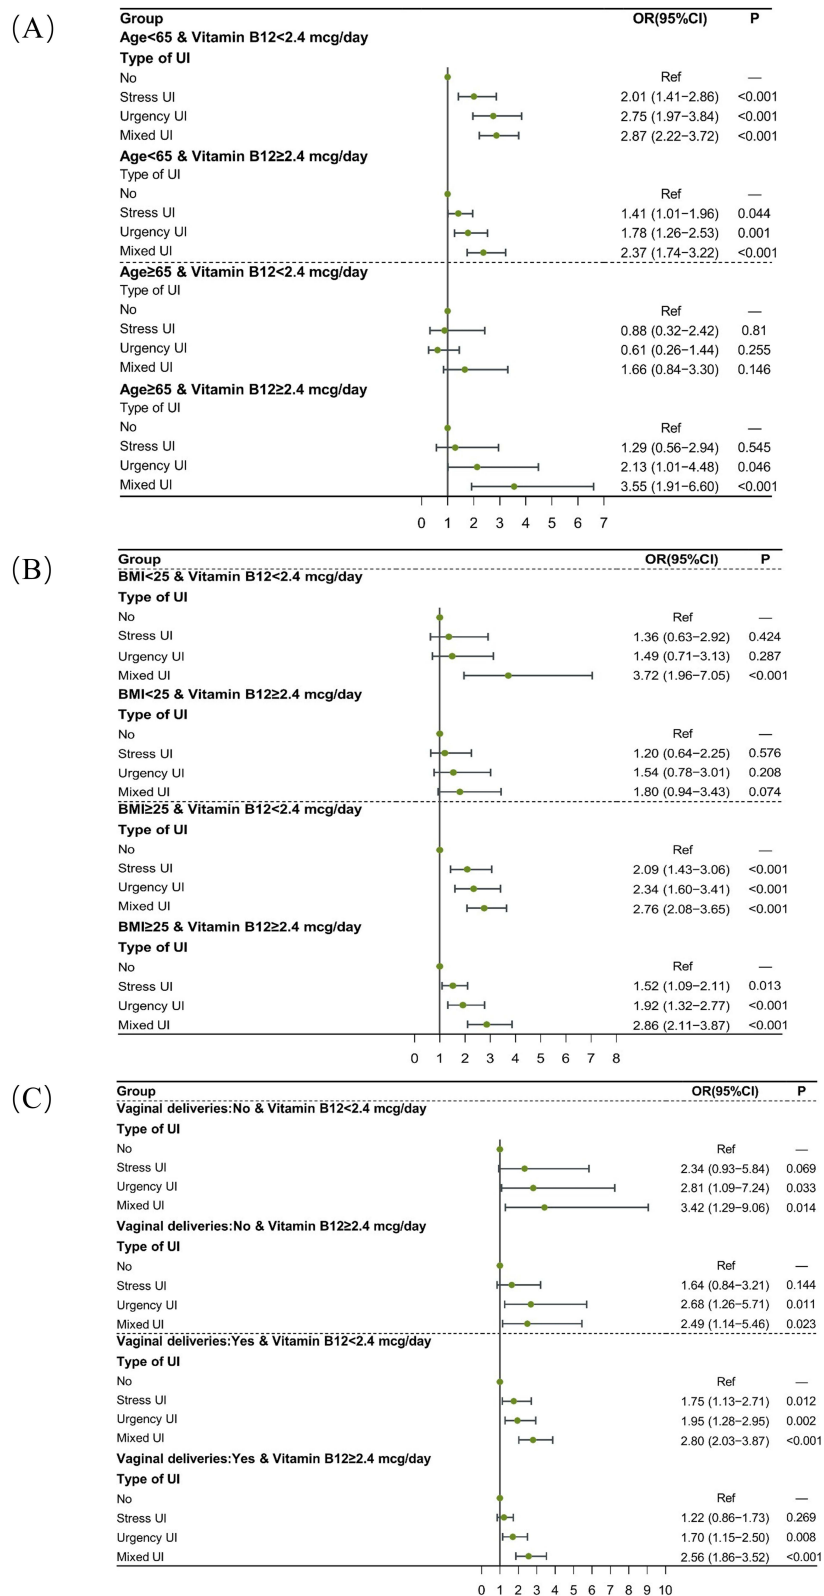 (A)
Group OR(95%CI) P
Age<65 & Vitamin B12<2.4 mcg/day
Type of UI
No Ref —
Stress UI 2.01 (1.41−2.86) <0.001
Urgency UI 2.75 (1.97−3.84) <0.001
Mixed UI 2.87 (2.22−3.72) <0.001
Age<65 & Vitamin B12≥2.4 mcg/day
Type of UI
No Ref —
Stress UI 1.41 (1.01−1.96) 0.044
Urgency UI 1.78 (1.26−2.53) 0.001
Mixed UI 2.37 (1.74−3.22) <0.001
Age≥65 & Vitamin B12<2.4 mcg/day
Type of UI
No Ref —
Stress UI 0.88 (0.32−2.42) 0.81
Urgency UI 0.61 (0.26−1.44) 0.255
Mixed UI 1.66 (0.84−3.30) 0.146
Age≥65 & Vitamin B12≥2.4 mcg/day
Type of UI
No Ref —
Stress UI 1.29 (0.56−2.94) 0.545
Urgency UI 2.13 (1.01−4.48) 0.046
Mixed UI 3.55 (1.91−6.60) <0.001
0 1 2 3 4 5 6 7
(B)
Group OR(95%CI) P
BMI<25 & Vitamin B12<2.4 mcg/day
Type of UI
No Ref —
Stress UI 1.36 (0.63−2.92) 0.424
Urgency UI 1.49 (0.71−3.13) 0.287
Mixed UI 3.72 (1.96−7.05) <0.001
BMI<25 & Vitamin B12≥2.4 mcg/day
Type of UI
No Ref —
Stress UI 1.20 (0.64−2.25) 0.576
Urgency UI 1.54 (0.78−3.01) 0.208
Mixed UI 1.80 (0.94−3.43) 0.074
BMI≥25 & Vitamin B12<2.4 mcg/day
Type of UI
No Ref —
Stress UI 2.09 (1.43−3.06) <0.001
Urgency UI 2.34 (1.60−3.41) <0.001
Mixed UI 2.76 (2.08−3.65) <0.001
BMI≥25 & Vitamin B12≥2.4 mcg/day
Type of UI
No Ref —
Stress UI 1.52 (1.09−2.11) 0.013
Urgency UI 1.92 (1.32−2.77) <0.001
Mixed UI 2.86 (2.11−3.87) <0.001
0 1 2 3 4 5 6 7 8
(C)
Group OR(95%CI) P
Vaginal deliveries:No & Vitamin B12<2.4 mcg/day
Type of UI
No Ref —
Stress UI 2.34 (0.93−5.84) 0.069
Urgency UI 2.81 (1.09−7.24) 0.033
Mixed UI 3.42 (1.29−9.06) 0.014
Vaginal deliveries:No & Vitamin B12≥2.4 mcg/day
Type of UI
No Ref —
Stress UI 1.64 (0.84−3.21) 0.144
Urgency UI 2.68 (1.26−5.71) 0.011
Mixed UI 2.49 (1.14−5.46) 0.023
Vaginal deliveries:Yes & Vitamin B12<2.4 mcg/day
Type of UI
No Ref —
Stress UI 1.75 (1.13−2.71) 0.012
Urgency UI 1.95 (1.28−2.95) 0.002
Mixed UI 2.80 (2.03−3.87) <0.001
Vaginal deliveries:Yes & Vitamin B12≥2.4 mcg/day
Type of UI
No Ref —
Stress UI 1.22 (0.86−1.73) 0.269
Urgency UI 1.70 (1.15−2.50) 0.008
Mixed UI 2.56 (1.86−3.52) <0.001
0 1 2 3 4 5 6 7 8 9 10